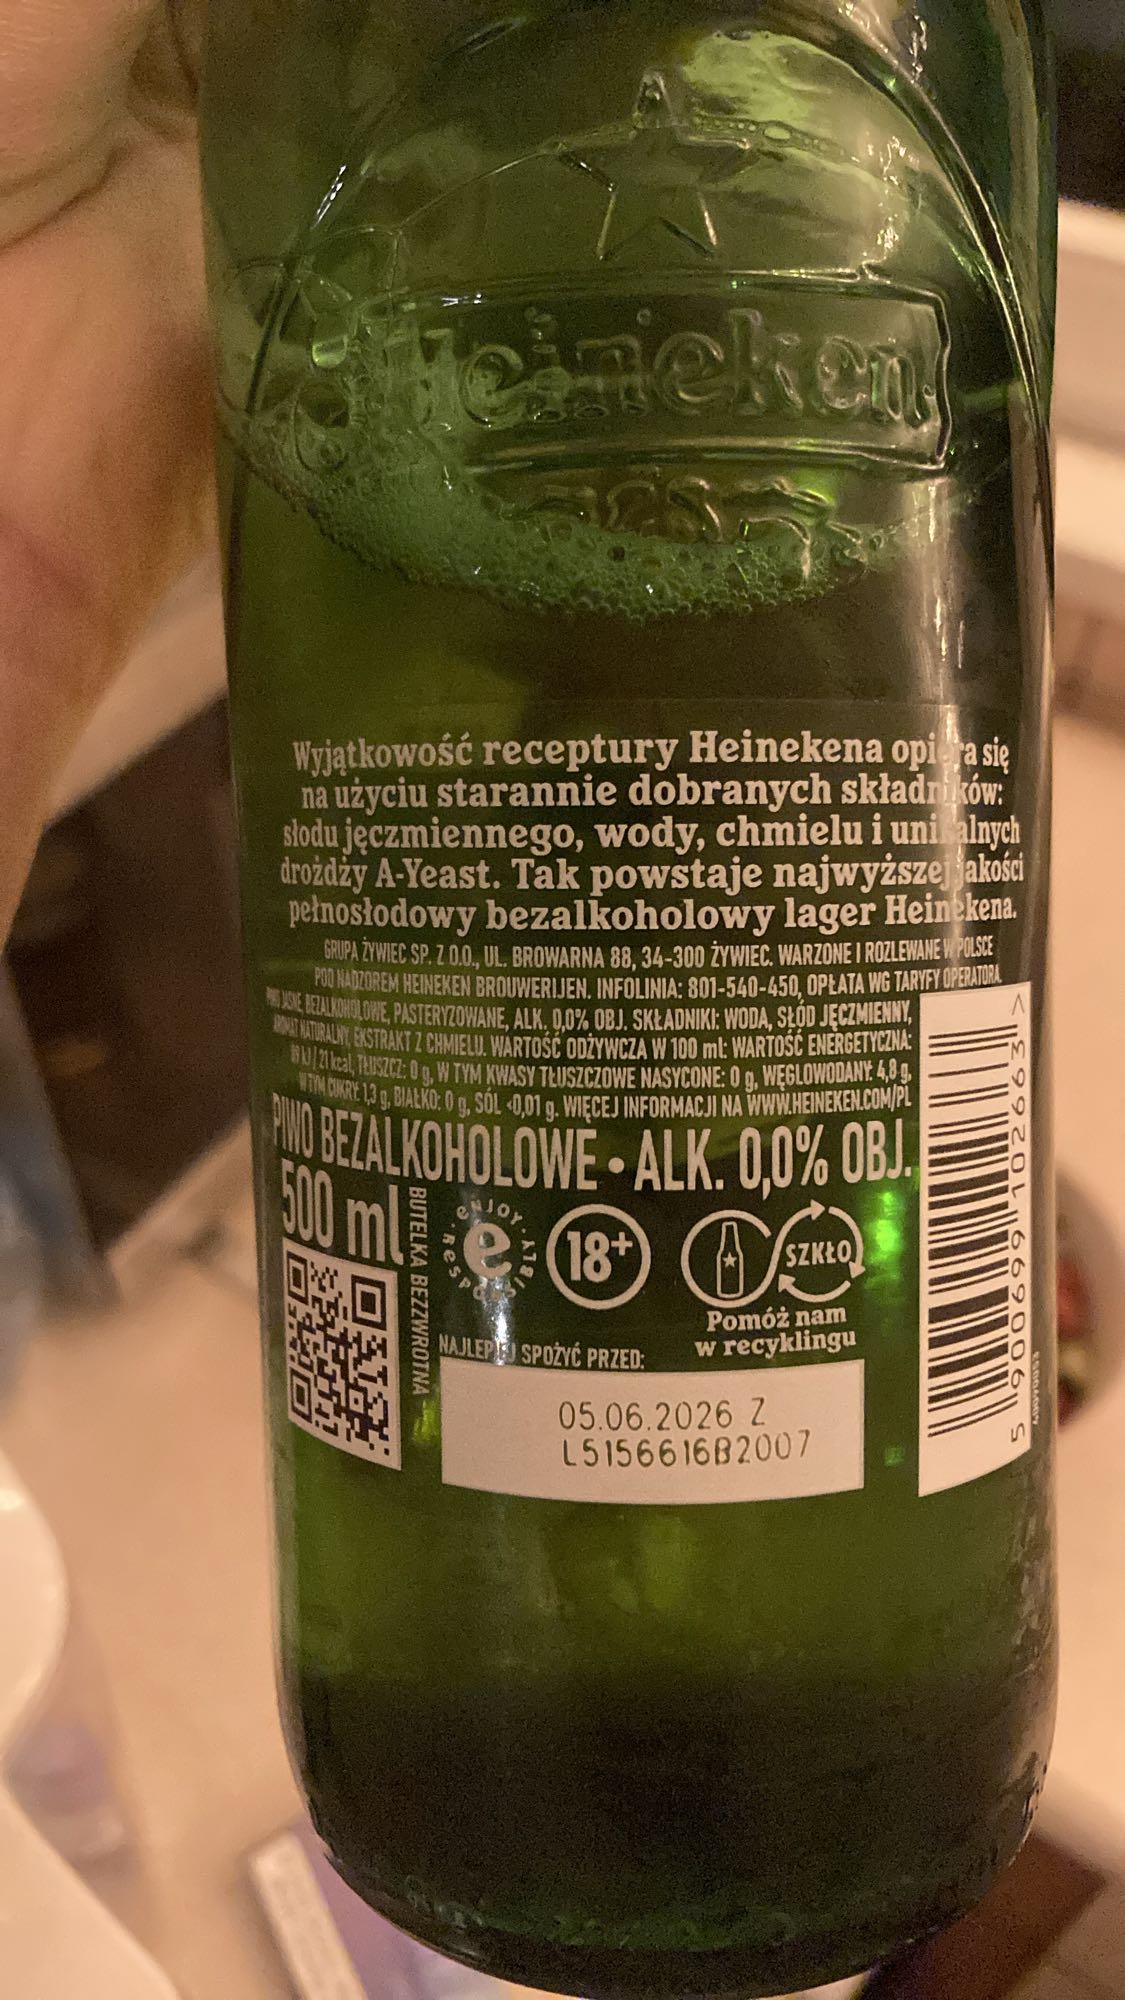 Heineken
Wyjątkowość receptury Heinekena opiera się
na użyciu starannie dobranych składników:
słodu jęczmiennego, wody, chmielu i unikalnych
drożdży A-Yeast. Tak powstaje najwyższej jakości
pełnosłodowy bezalkoholowy lager Heinekena.
GRUPA ŻYWIEC SP. Z O.O., UL. BROWARNA 88, 34-300 ŻYWIEC. WARZONE I ROZLEWANE W POLSCE
POD NADZOREM HEINEKEN BROUWERIJEN. INFOLINIA: 801-540-450, OPŁATA WG TARYFY OPERATORA.
PIWO JASNE, BEZALKOHOLOWE, PASTERYZOWANE, ALK. 0,0% OBJ. SKŁADNIKI: WODA, SŁÓD JĘCZMIENNY,
AROMAT NATURALNY, EKSTRAKT Z CHMIELU. WARTOŚĆ ODŻYWCZA W 100 ml: WARTOŚĆ ENERGETYCZNA:
89 kJ / 21 kcal, TŁUSZCZ: 0 g, W TYM KWASY TŁUSZCZOWE NASYCONE: 0 g, WĘGLOWODANY: 4,8 g,
W TYM CUKRY: 1,3 g, BIAŁKO: 0 g, SÓL <0,01 g. WIĘCEJ INFORMACJI NA WWW.HEINEKEN.COM/PL
PIWO BEZALKOHOLOWE • ALK. 0,0% OBJ.
500 ml
BUTELKA BEZZWROTNA
ENJOY RESPONSIBLY
e
18+
SZKŁO
Pomóż nam
w recyklingu
NAJLEPIEJ SPOŻYĆ PRZED:
05.06.2026 Z
L5156616B2007
5 900699 102663 >